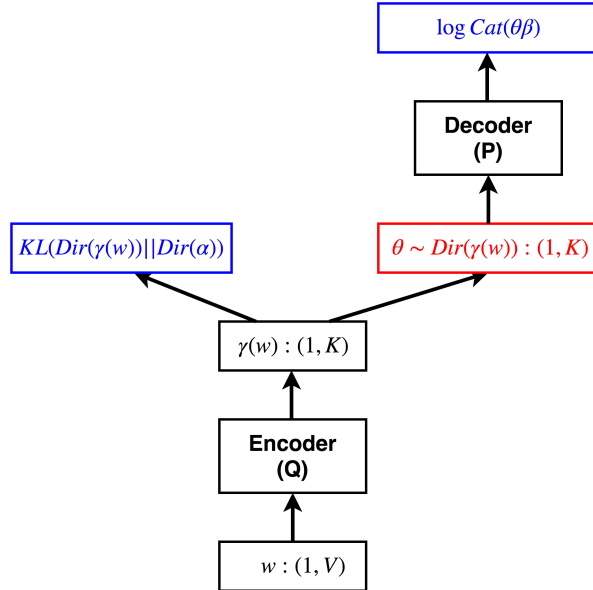 log Cat(θβ)
Decoder
(P)
KL(Dir(γ(w))||Dir(α))
θ ∼ Dir(γ(w)) : (1, K)
γ(w) : (1, K)
Encoder
(Q)
w : (1, V)